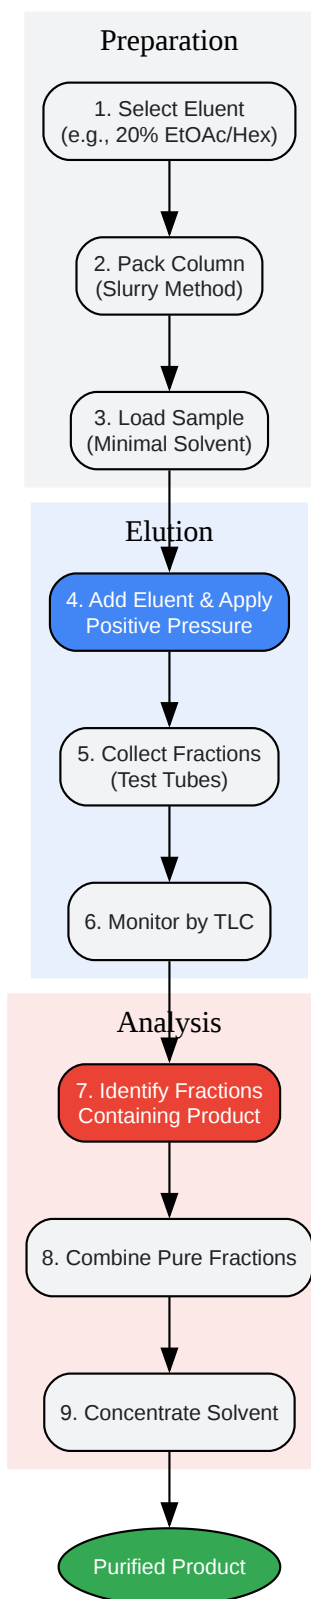 Preparation
1. Select Eluent
(e.g., 20% EtOAc/Hex)
2. Pack Column
(Slurry Method)
3. Load Sample
(Minimal Solvent)
Elution
4. Add Eluent & Apply
Positive Pressure
5. Collect Fractions
(Test Tubes)
6. Monitor by TLC
Analysis
7. Identify Fractions
Containing Product
8. Combine Pure Fractions
9. Concentrate Solvent
Purified Product